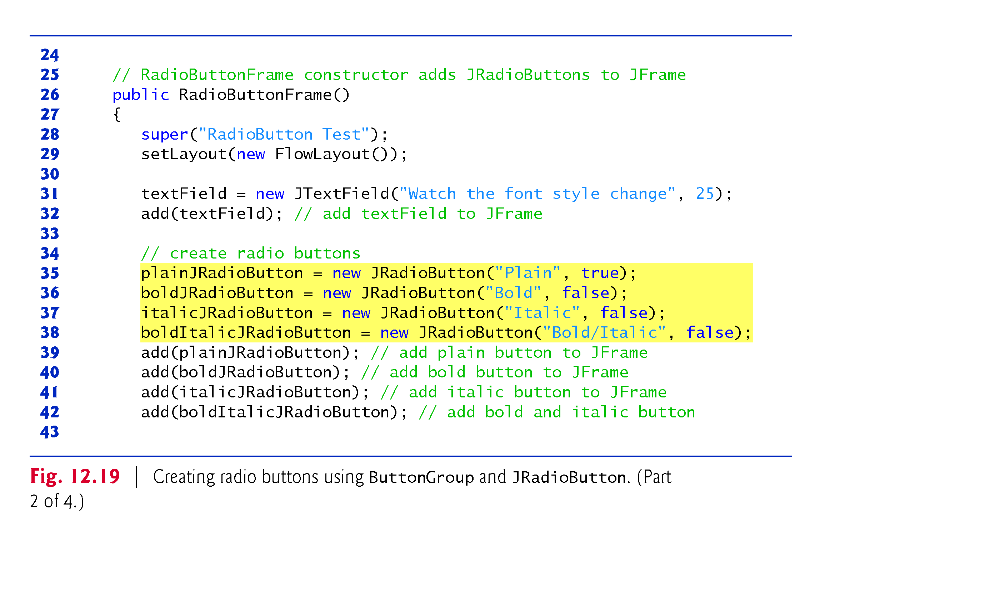 24
25 // RadioButtonFrame constructor adds JRadioButtons to JFrame
26 public RadioButtonFrame()
27 {
28 super("RadioButton Test");
29 setLayout(new FlowLayout());
30
31 textField = new JTextField("Watch the font style change", 25);
32 add(textField); // add textField to JFrame
33
34 // create radio buttons
35 plainJRadioButton = new JRadioButton("Plain", true);
36 boldJRadioButton = new JRadioButton("Bold", false);
37 italicJRadioButton = new JRadioButton("Italic", false);
38 boldItalicJRadioButton = new JRadioButton("Bold/Italic", false);
39 add(plainJRadioButton); // add plain button to JFrame
40 add(boldJRadioButton); // add bold button to JFrame
41 add(italicJRadioButton); // add italic button to JFrame
42 add(boldItalicJRadioButton); // add bold and italic button
43
Fig. 12.19 | Creating radio buttons using ButtonGroup and JRadioButton. (Part
2 of 4.)